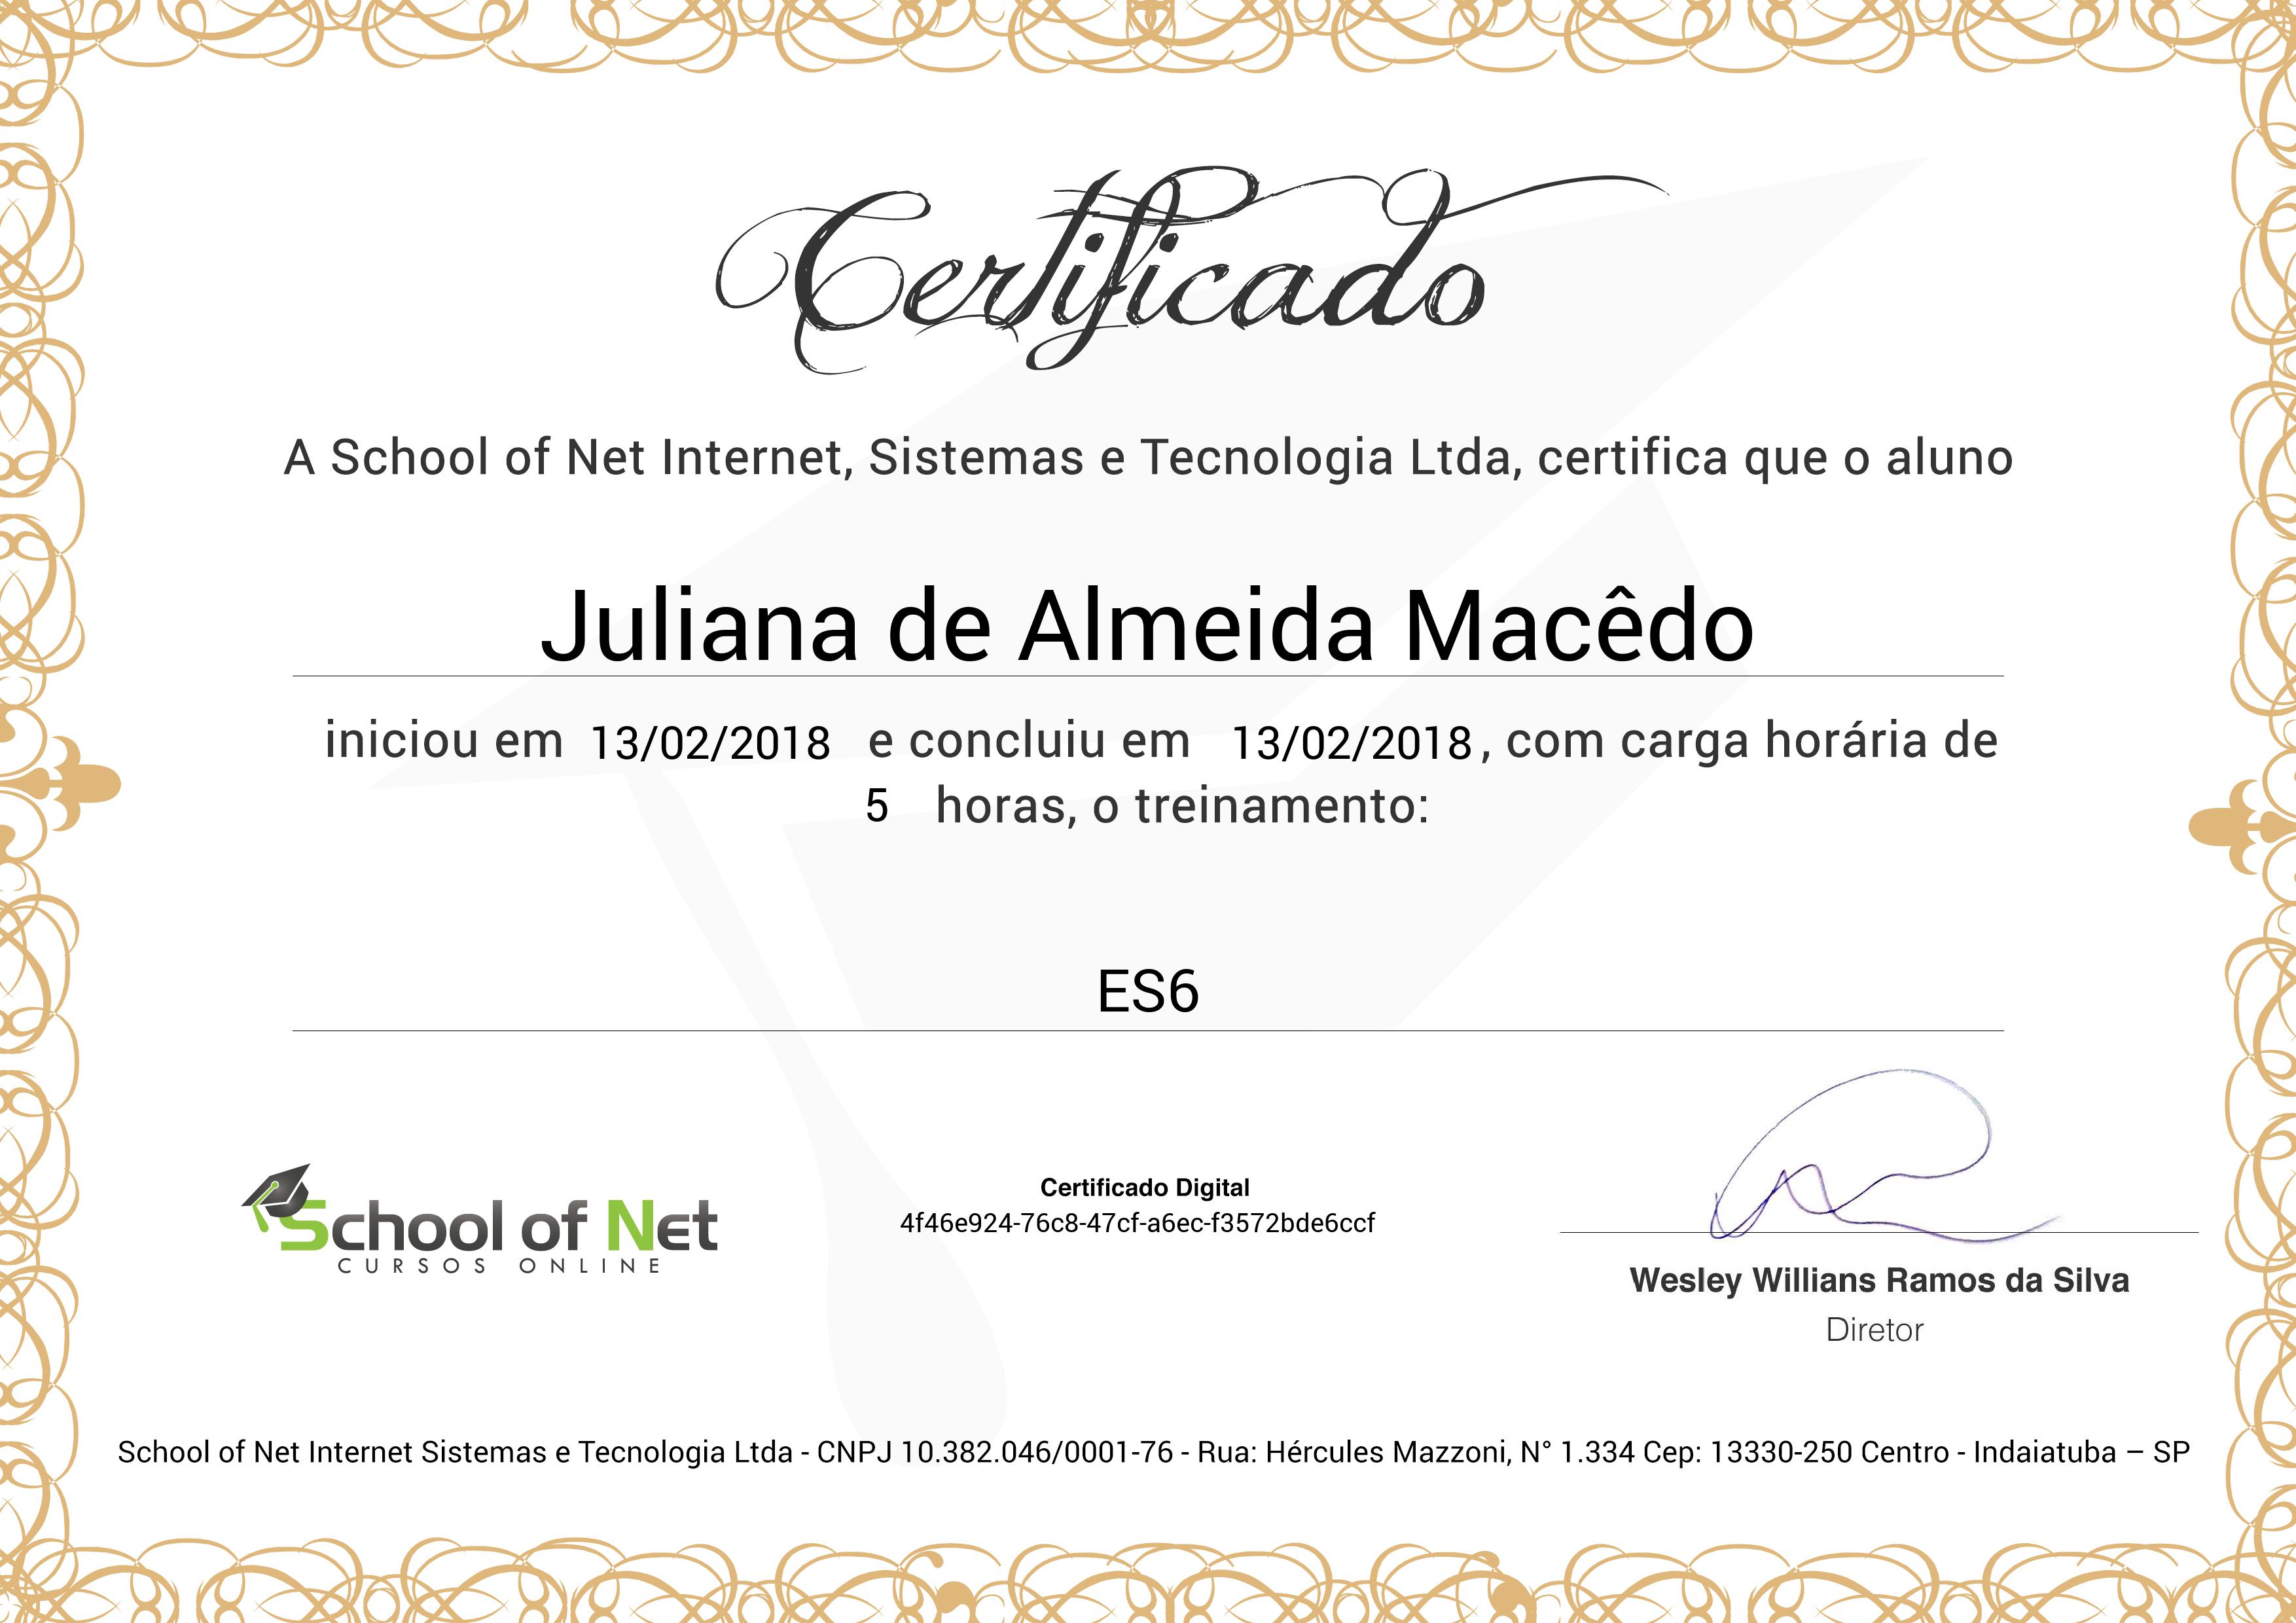 Certificado
A School of Net Internet, Sistemas e Tecnologia Ltda, certifica que o aluno
Juliana de Almeida Macêdo
iniciou em 13/02/2018 e concluiu em 13/02/2018, com carga horária de
5 horas, o treinamento:
ES6
School of Net
CURSOS ONLINE
Certificado Digital
4f46e924-76c8-47cf-a6ec-f3572bde6ccf
Wesley Willians Ramos da Silva
Diretor
School of Net Internet Sistemas e Tecnologia Ltda - CNPJ 10.382.046/0001-76 - Rua: Hércules Mazzoni, N° 1.334 Cep: 13330-250 Centro - Indaiatuba – SP